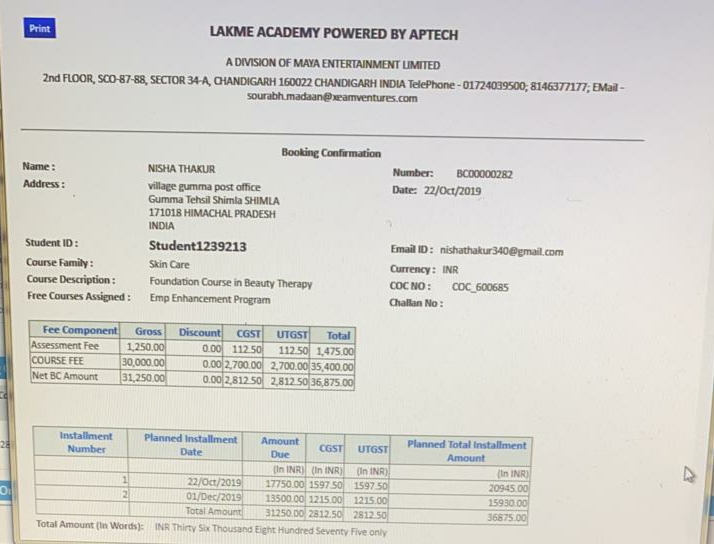 Print
LAKME ACADEMY POWERED BY APTECH
A DIVISION OF MAYA ENTERTAINMENT LIMITED
2nd FLOOR, SCO-87-88, SECTOR 34-A, CHANDIGARH 160022 CHANDIGARH INDIA TelePhone - 01724039500; 8146377177; EMail -
sourabh.madaan@xeamventures.com
Booking Confirmation
Name : NISHA THAKUR Number: BC00000282
Address : village gumma post office Date: 22/Oct/2019
Gumma Tehsil Shimla SHIMLA
171018 HIMACHAL PRADESH
INDIA
Student ID : Student1239213 Email ID : nishathakur340@gmail.com
Course Family : Skin Care Currency : INR
Course Description : Foundation Course in Beauty Therapy COC NO : COC_600685
Free Courses Assigned : Emp Enhancement Program Challan No :
Fee Component Gross Discount CGST UTGST Total
Assessment Fee 1,250.00 0.00 112.50 112.50 1,475.00
COURSE FEE 30,000.00 0.00 2,700.00 2,700.00 35,400.00
Net BC Amount 31,250.00 0.00 2,812.50 2,812.50 36,875.00
Installment Planned Installment Amount CGST UTGST Planned Total Installment
Number Date Due Amount
(In INR) (In INR) (In INR) (In INR)
1 22/Oct/2019 17750.00 1597.50 1597.50 20945.00
2 01/Dec/2019 13500.00 1215.00 1215.00 15930.00
Total Amount 31250.00 2812.50 2812.50 36875.00
Total Amount (In Words): INR Thirty Six Thousand Eight Hundred Seventy Five only